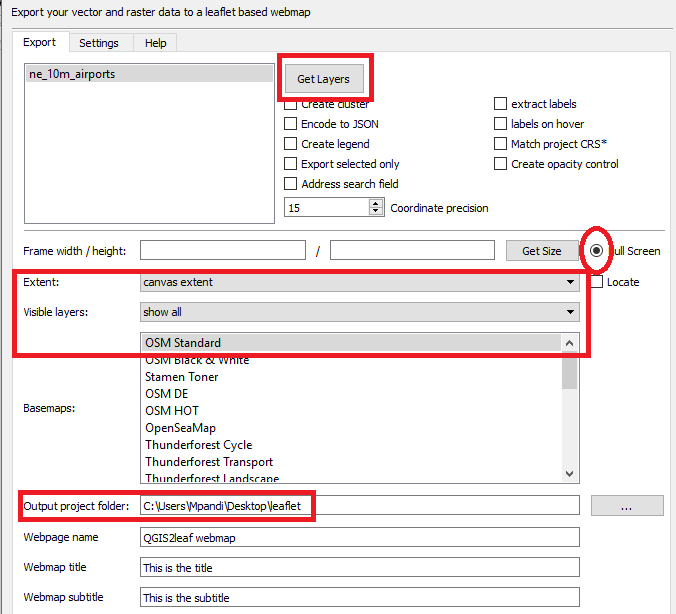 Export your vector and raster data to a leaflet based webmap
Export Settings Help
ne_10m_airports
Get Layers
Create cluster extract labels
Encode to JSON labels on hover
Create legend Match project CRS*
Export selected only Create opacity control
Address search field
15 Coordinate precision
Frame width / height: / Get Size Full Screen
Extent: canvas extent Locate
Visible layers: show all
OSM Standard
OSM Black & White
Stamen Toner
OSM DE
OSM HOT
Basemaps:
OpenSeaMap
Thunderforest Cycle
Thunderforest Transport
Thunderforest Landscape
Output project folder: C:\Users\Mpandi\Desktop\leaflet ...
Webpage name QGIS2leaf webmap
Webmap title This is the title
Webmap subtitle This is the subtitle